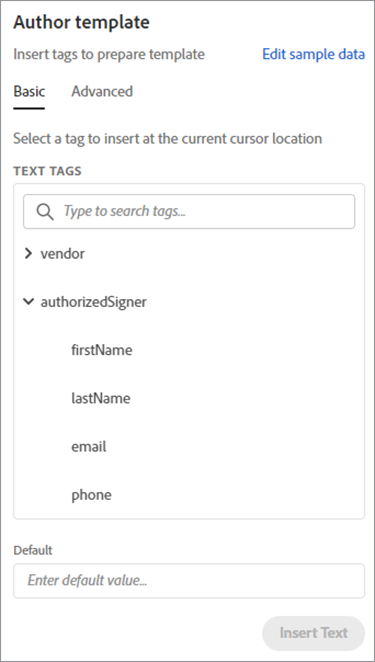 Author template
Insert tags to prepare template Edit sample data
Basic Advanced
Select a tag to insert at the current cursor location
TEXT TAGS
Type to search tags...
vendor
authorizedSigner
firstName
lastName
email
phone
Default
Enter default value...
Insert Text